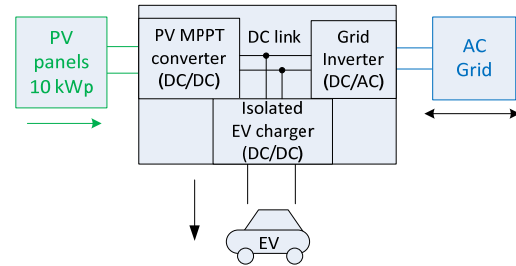 PV
panels
10 kWp
PV MPPT
converter
(DC/DC)
DC link
Grid
Inverter
(DC/AC)
AC
Grid
Isolated
EV charger
(DC/DC)
EV